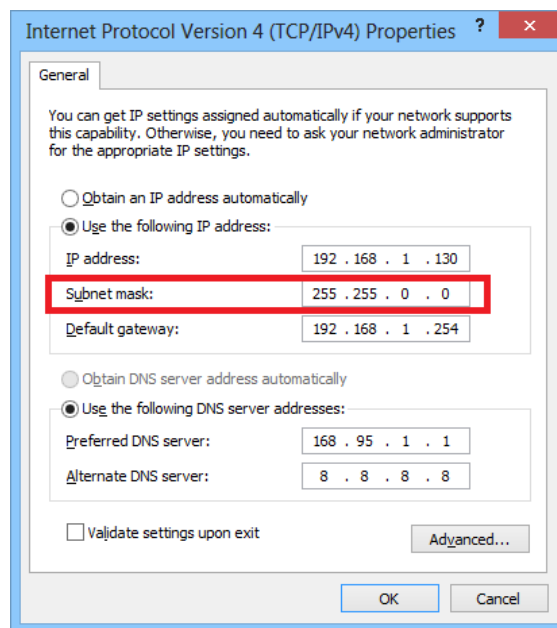 Internet Protocol Version 4 (TCP/IPv4) Properties ? ×
General
You can get IP settings assigned automatically if your network supports
this capability. Otherwise, you need to ask your network administrator
for the appropriate IP settings.
Obtain an IP address automatically
Use the following IP address:
IP address: 192 . 168 . 1 . 130
Subnet mask: 255 . 255 . 0 . 0
Default gateway: 192 . 168 . 1 . 254
Obtain DNS server address automatically
Use the following DNS server addresses:
Preferred DNS server: 168 . 95 . 1 . 1
Alternate DNS server: 8 . 8 . 8 . 8
Validate settings upon exit
Advanced...
OK Cancel